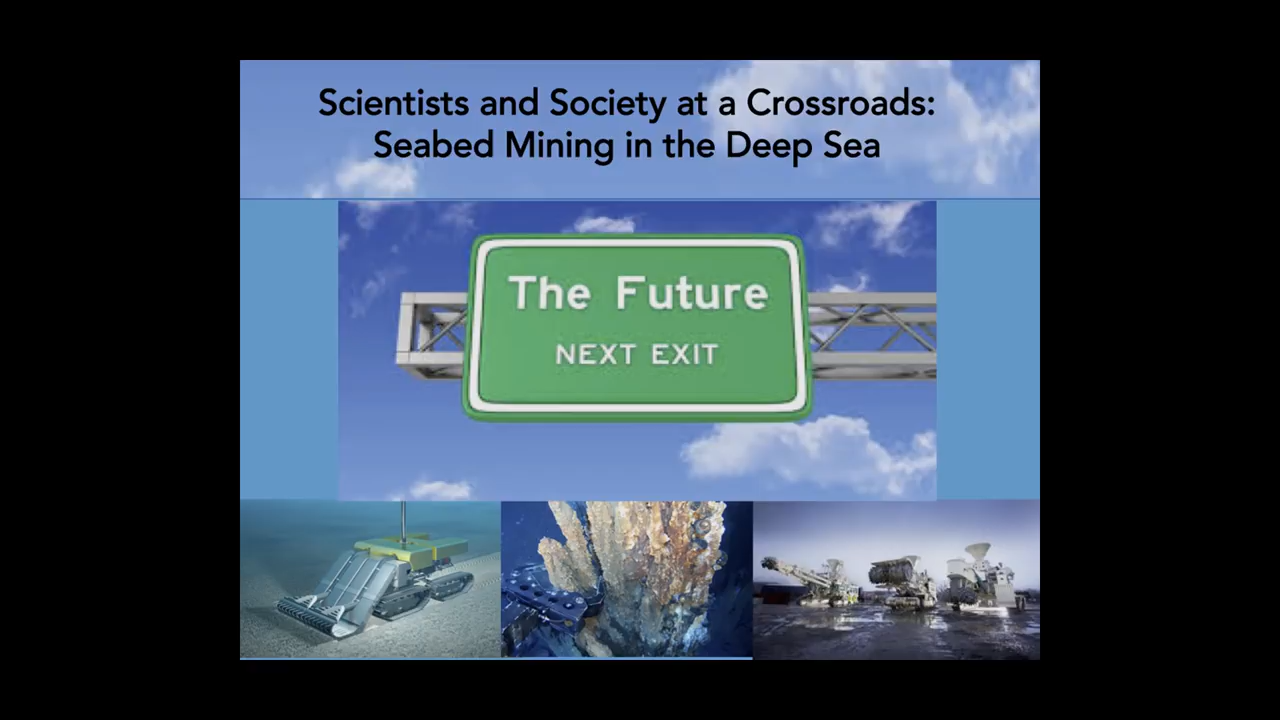 Scientists and Society at a Crossroads:
Seabed Mining in the Deep Sea
The Future
NEXT EXIT